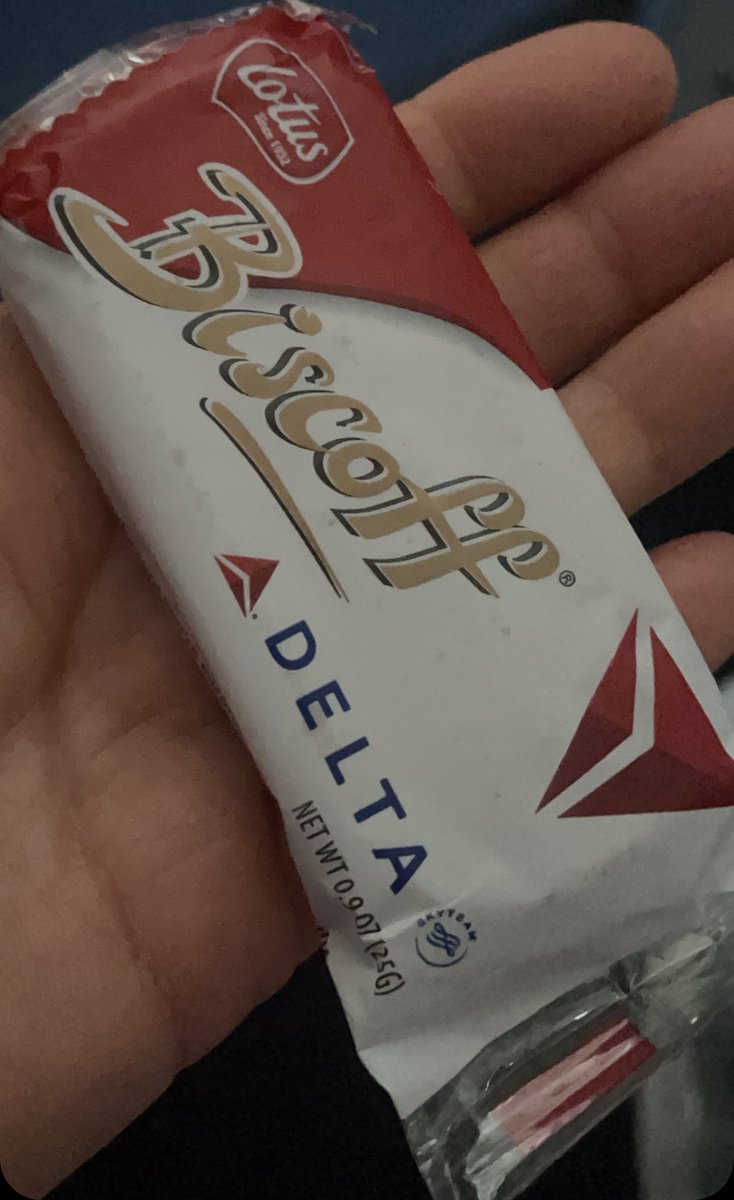 Lotus
Since 1932
Biscoff®
DELTA
NET WT 0.9 OZ (25G)
SKYTEAM